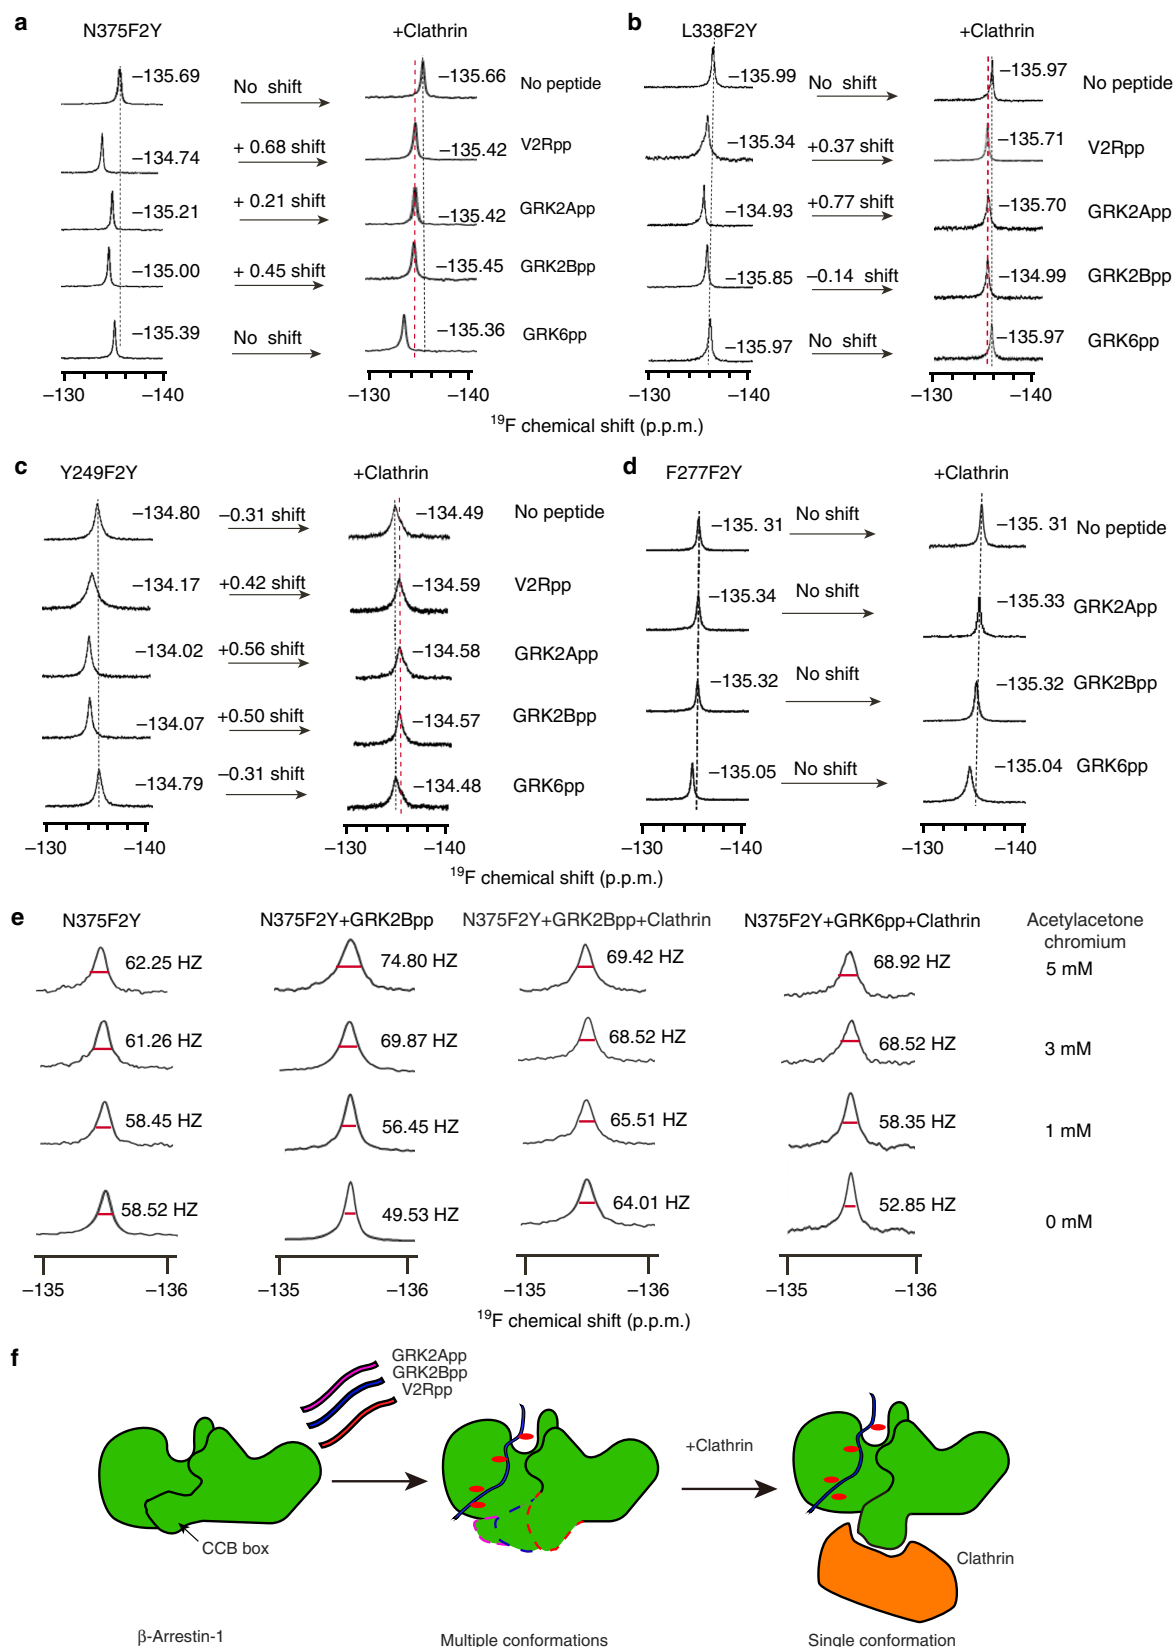 a
N375F2Y
+Clathrin
−135.69
No shift
−135.66
No peptide
−134.74
+ 0.68 shift
−135.42
V2Rpp
−135.21
+ 0.21 shift
−135.42
GRK2App
−135.00
+ 0.45 shift
−135.45
GRK2Bpp
−135.39
No shift
−135.36
GRK6pp
−130
−140
−130
−140
b
L338F2Y
+Clathrin
−135.99
No shift
−135.97
No peptide
−135.34
+0.37 shift
−135.71
V2Rpp
−134.93
+0.77 shift
−135.70
GRK2App
−135.85
−0.14 shift
−134.99
GRK2Bpp
−135.97
No shift
−135.97
GRK6pp
−130
−140
−130
−140
19F chemical shift (p.p.m.)
c
Y249F2Y
+Clathrin
−134.80
−0.31 shift
−134.49
No peptide
−134.17
+0.42 shift
−134.59
V2Rpp
−134.02
+0.56 shift
−134.58
GRK2App
−134.07
+0.50 shift
−134.57
GRK2Bpp
−134.79
−0.31 shift
−134.48
GRK6pp
−130
−140
−130
−140
d
F277F2Y
+Clathrin
−135. 31
No shift
−135. 31
No peptide
−135.34
No shift
−135.33
GRK2App
−135.32
No shift
−135.32
GRK2Bpp
−135.05
No shift
−135.04
GRK6pp
−130
−140
−130
−140
19F chemical shift (p.p.m.)
e
N375F2Y
N375F2Y+GRK2Bpp
N375F2Y+GRK2Bpp+Clathrin
N375F2Y+GRK6pp+Clathrin
Acetylacetone
chromium
62.25 HZ
74.80 HZ
69.42 HZ
68.92 HZ
5 mM
61.26 HZ
69.87 HZ
68.52 HZ
68.52 HZ
3 mM
58.45 HZ
56.45 HZ
65.51 HZ
58.35 HZ
1 mM
58.52 HZ
49.53 HZ
64.01 HZ
52.85 HZ
0 mM
−135
−136
−135
−136
−135
−136
−135
−136
19F chemical shift (p.p.m.)
f
GRK2App
GRK2Bpp
V2Rpp
+Clathrin
CCB box
Clathrin
β-Arrestin-1
Multiple conformations
Single conformation